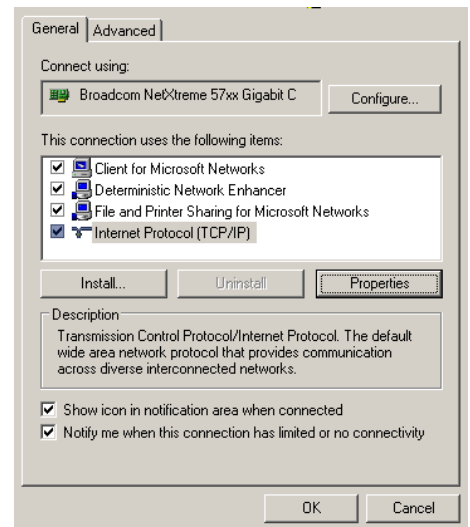 General Advanced
Connect using:
Broadcom NetXtreme 57xx Gigabit C Configure...
This connection uses the following items:
Client for Microsoft Networks
Deterministic Network Enhancer
File and Printer Sharing for Microsoft Networks
Internet Protocol (TCP/IP)
Install... Uninstall Properties
Description
Transmission Control Protocol/Internet Protocol. The default
wide area network protocol that provides communication
across diverse interconnected networks.
Show icon in notification area when connected
Notify me when this connection has limited or no connectivity
OK Cancel